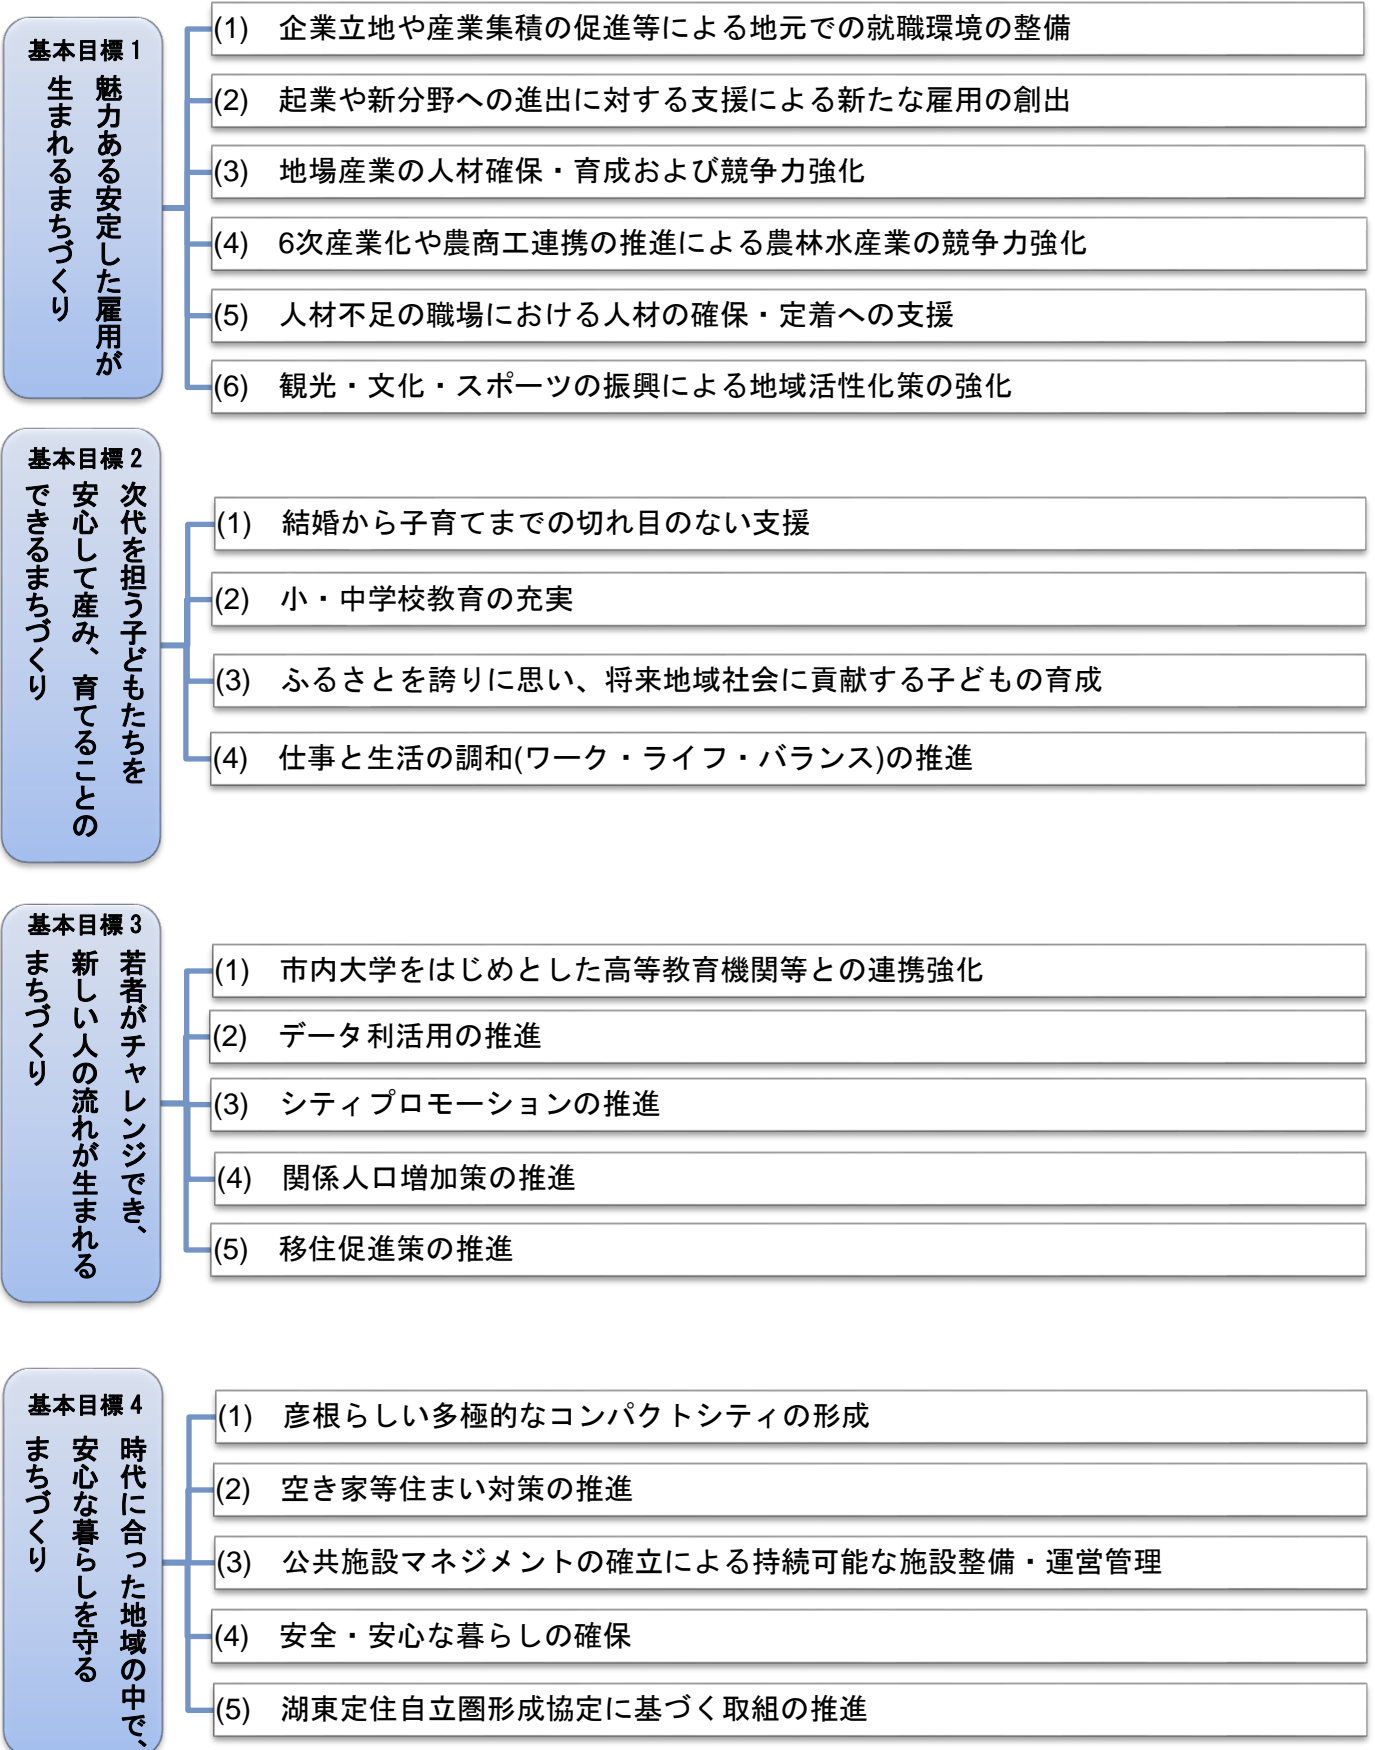 基本目標1
魅力ある安定した雇用が
生まれるまちづくり
(1) 企業立地や産業集積の促進等による地元での就職環境の整備
(2) 起業や新分野への進出に対する支援による新たな雇用の創出
(3) 地場産業の人材確保・育成および競争力強化
(4) 6次産業化や農商工連携の推進による農林水産業の競争力強化
(5) 人材不足の職場における人材の確保・定着への支援
(6) 観光・文化・スポーツの振興による地域活性化策の強化
基本目標2
次代を担う子どもたちを
安心して産み、育てることの
できるまちづくり
(1) 結婚から子育てまでの切れ目のない支援
(2) 小・中学校教育の充実
(3) ふるさとを誇りに思い、将来地域社会に貢献する子どもの育成
(4) 仕事と生活の調和(ワーク・ライフ・バランス)の推進
基本目標3
若者がチャレンジでき、
新しい人の流れが生まれる
まちづくり
(1) 市内大学をはじめとした高等教育機関等との連携強化
(2) データ利活用の推進
(3) シティプロモーションの推進
(4) 関係人口増加策の推進
(5) 移住促進策の推進
基本目標4
時代に合った地域の中で、
安心な暮らしを守る
まちづくり
(1) 彦根らしい多極的なコンパクトシティの形成
(2) 空き家等住まい対策の推進
(3) 公共施設マネジメントの確立による持続可能な施設整備・運営管理
(4) 安全・安心な暮らしの確保
(5) 湖東定住自立圏形成協定に基づく取組の推進